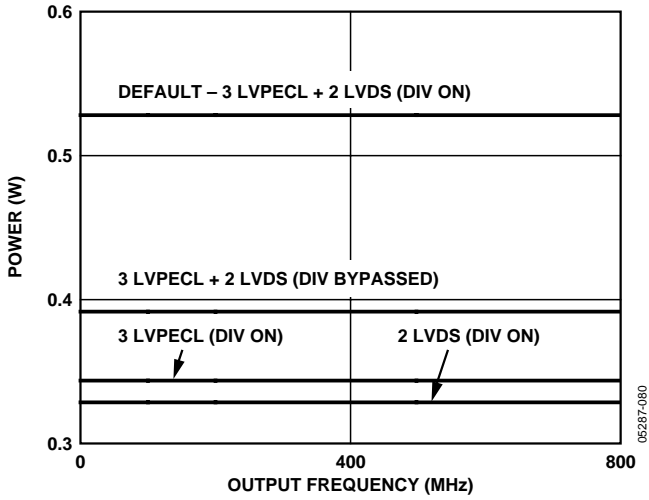 0.6
DEFAULT – 3 LVPECL + 2 LVDS (DIV ON)
0.5
POWER (W)
3 LVPECL + 2 LVDS (DIV BYPASSED)
0.4
3 LVPECL (DIV ON)
2 LVDS (DIV ON)
0.3
0
400
800
OUTPUT FREQUENCY (MHz)
05287-080